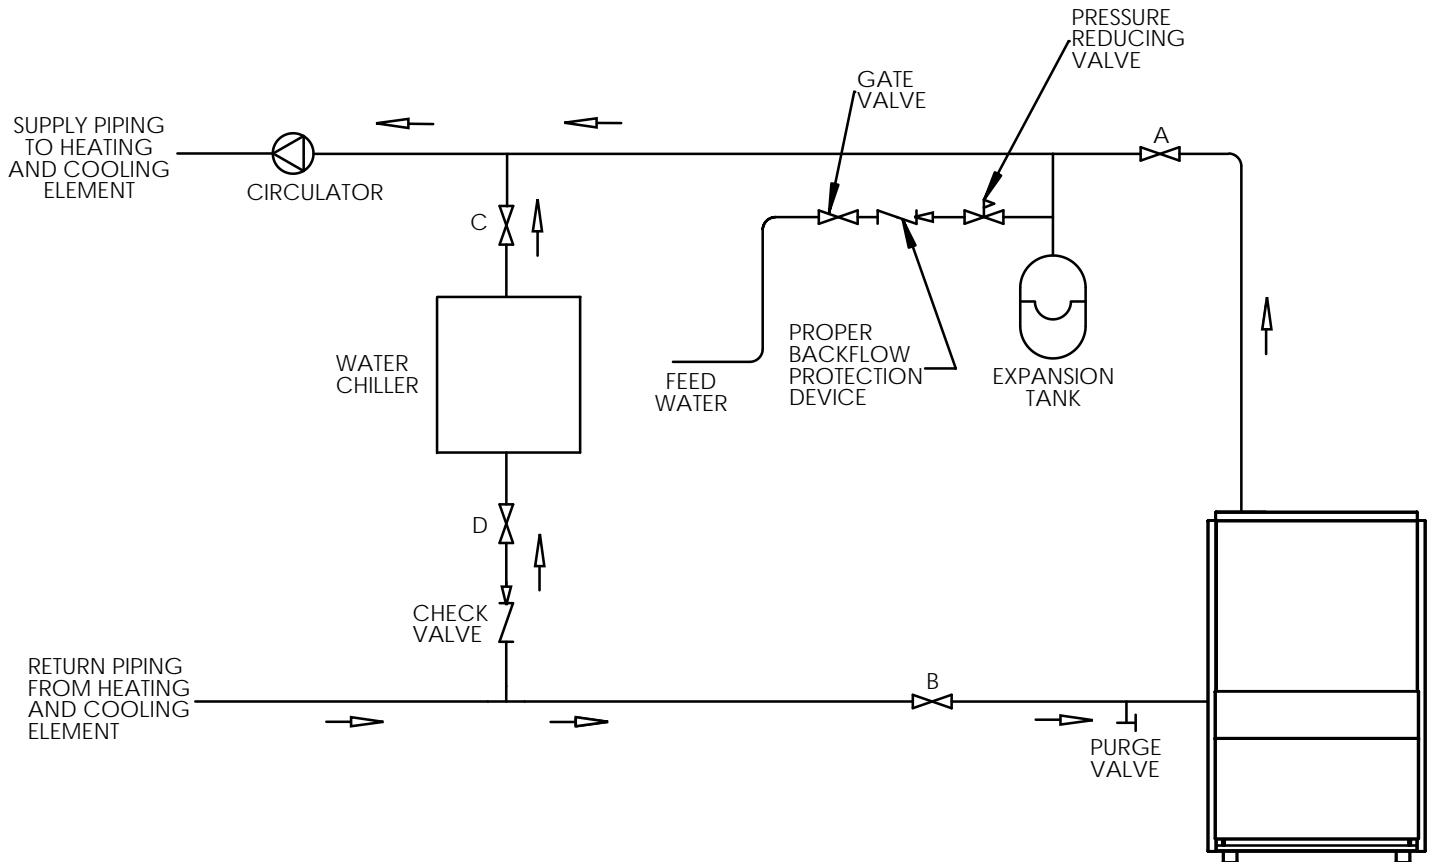 PRESSURE
REDUCING
VALVE
GATE
VALVE
SUPPLY PIPING
TO HEATING
AND COOLING
ELEMENT
CIRCULATOR
A
C
WATER
CHILLER
FEED
WATER
PROPER
BACKFLOW
PROTECTION
DEVICE
EXPANSION
TANK
D
CHECK
VALVE
RETURN PIPING
FROM HEATING
AND COOLING
ELEMENT
B
PURGE
VALVE